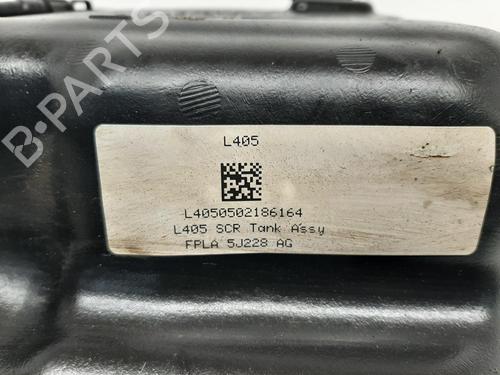 B-PARTS
L405
L4050502186164
L405 SCR Tank Assy
FPLA 5J228 AG